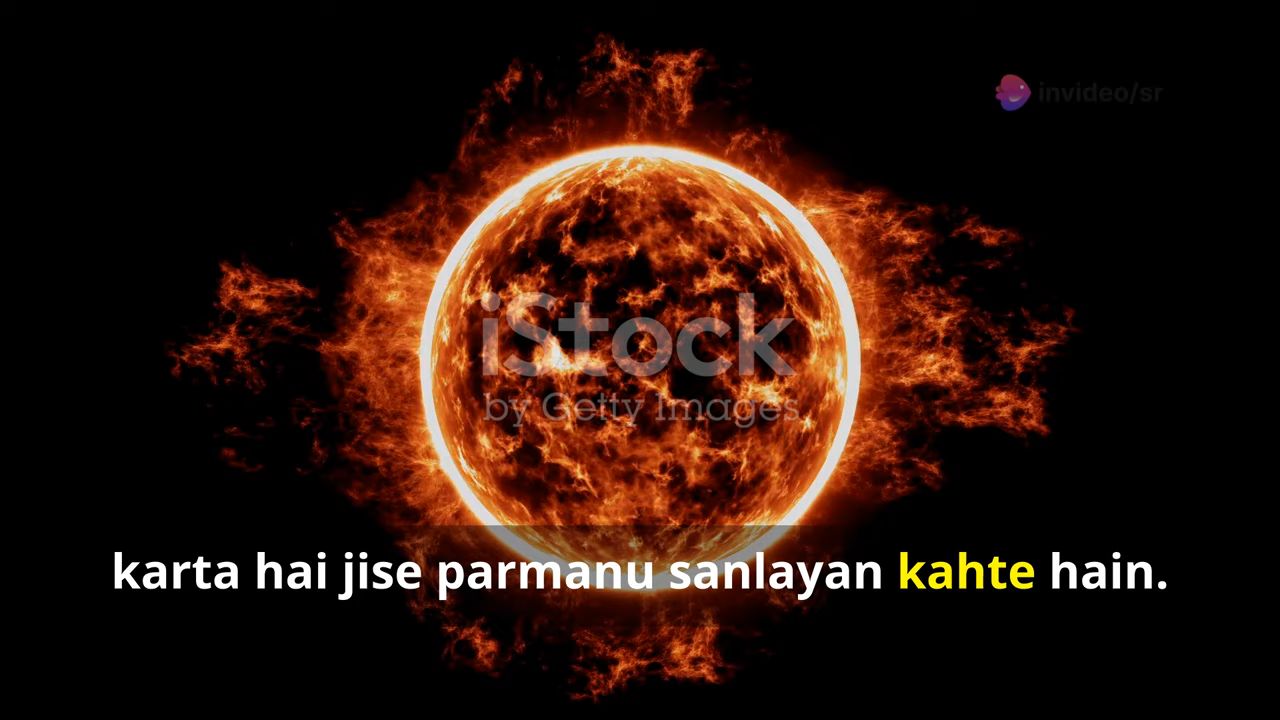 invideo/sr
iStock
by Getty Images
karta hai jise parmanu sanlayan kahte hain.